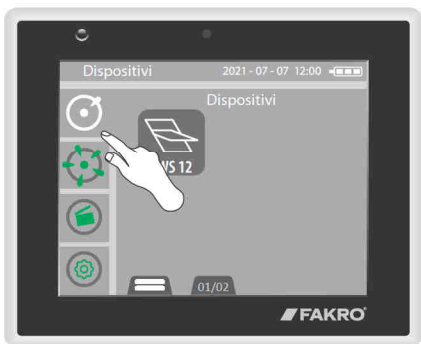 Dispositivi 2021 - 07 - 07 12:00
Dispositivi
WS 12
01/02
FAKRO